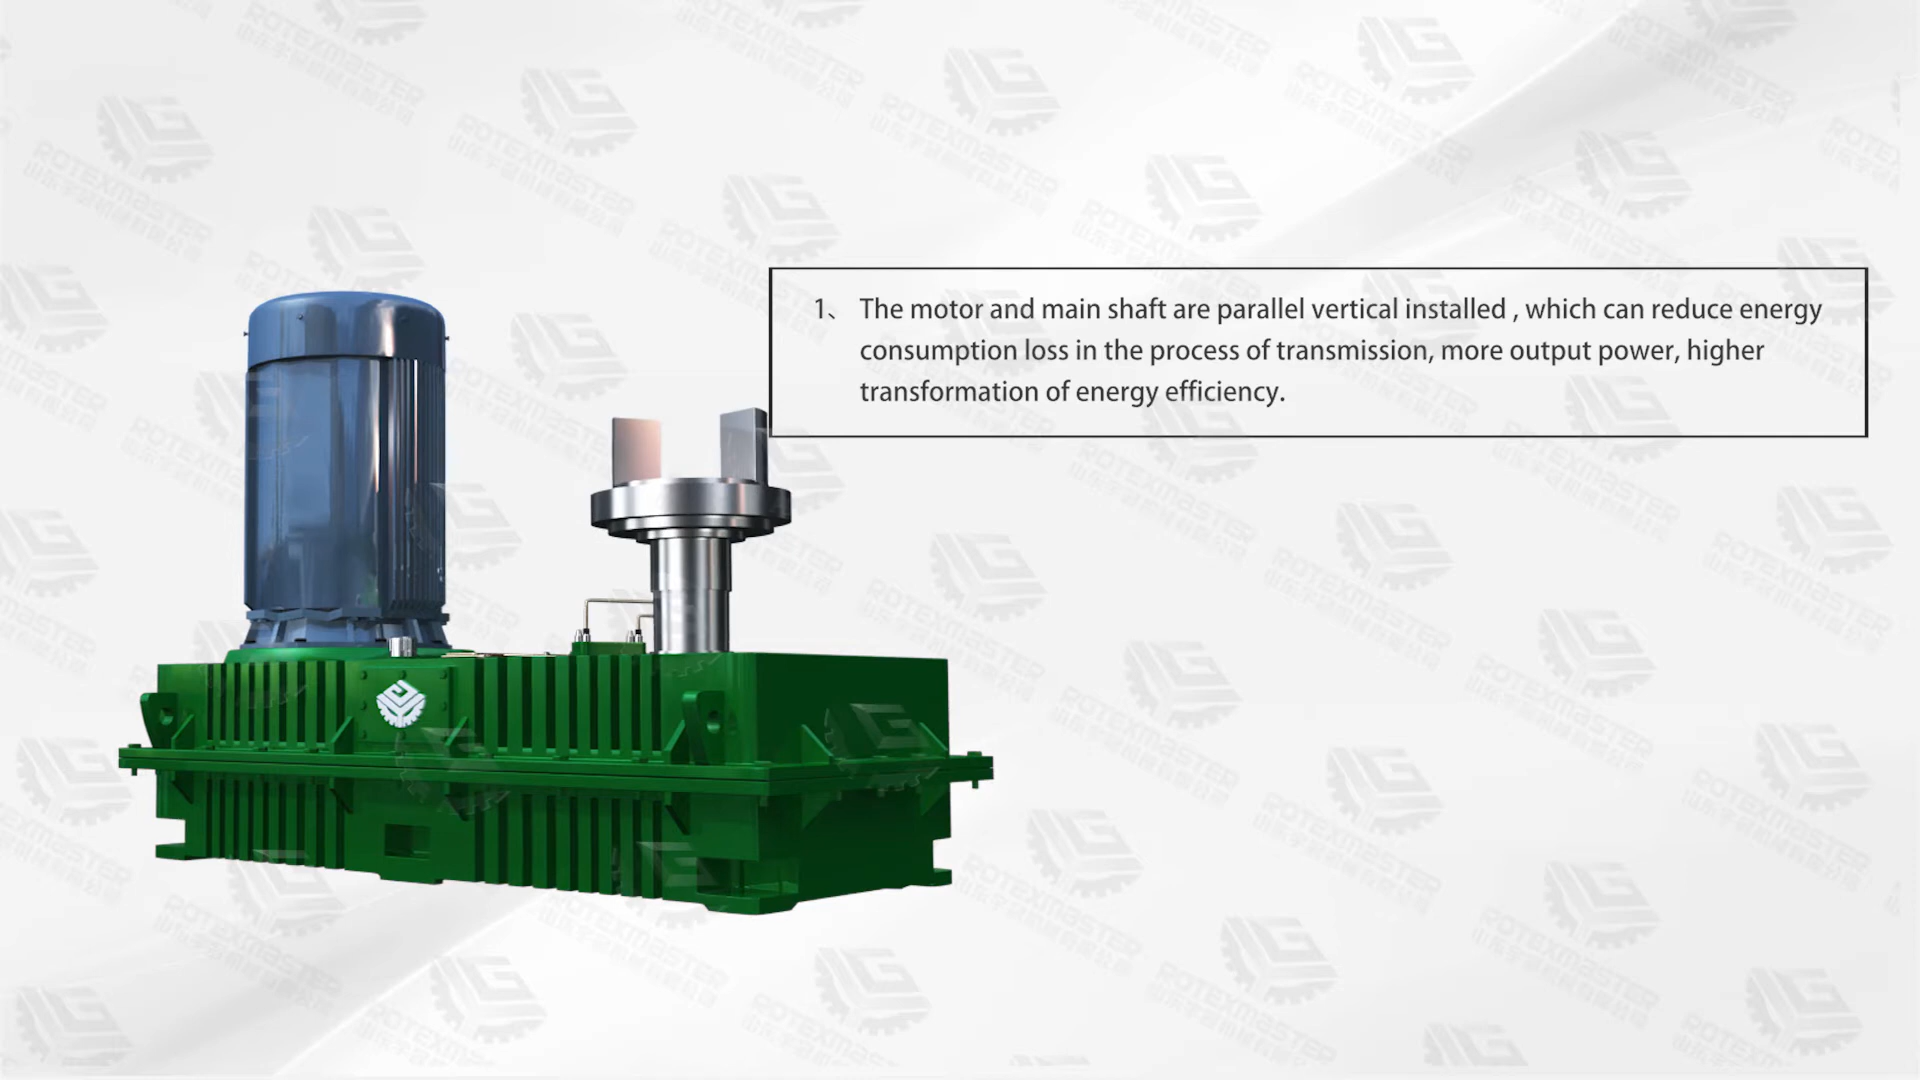 1、 The motor and main shaft are parallel vertical installed , which can reduce energy
consumption loss in the process of transmission, more output power, higher
transformation of energy efficiency.
ROTEXMASTER